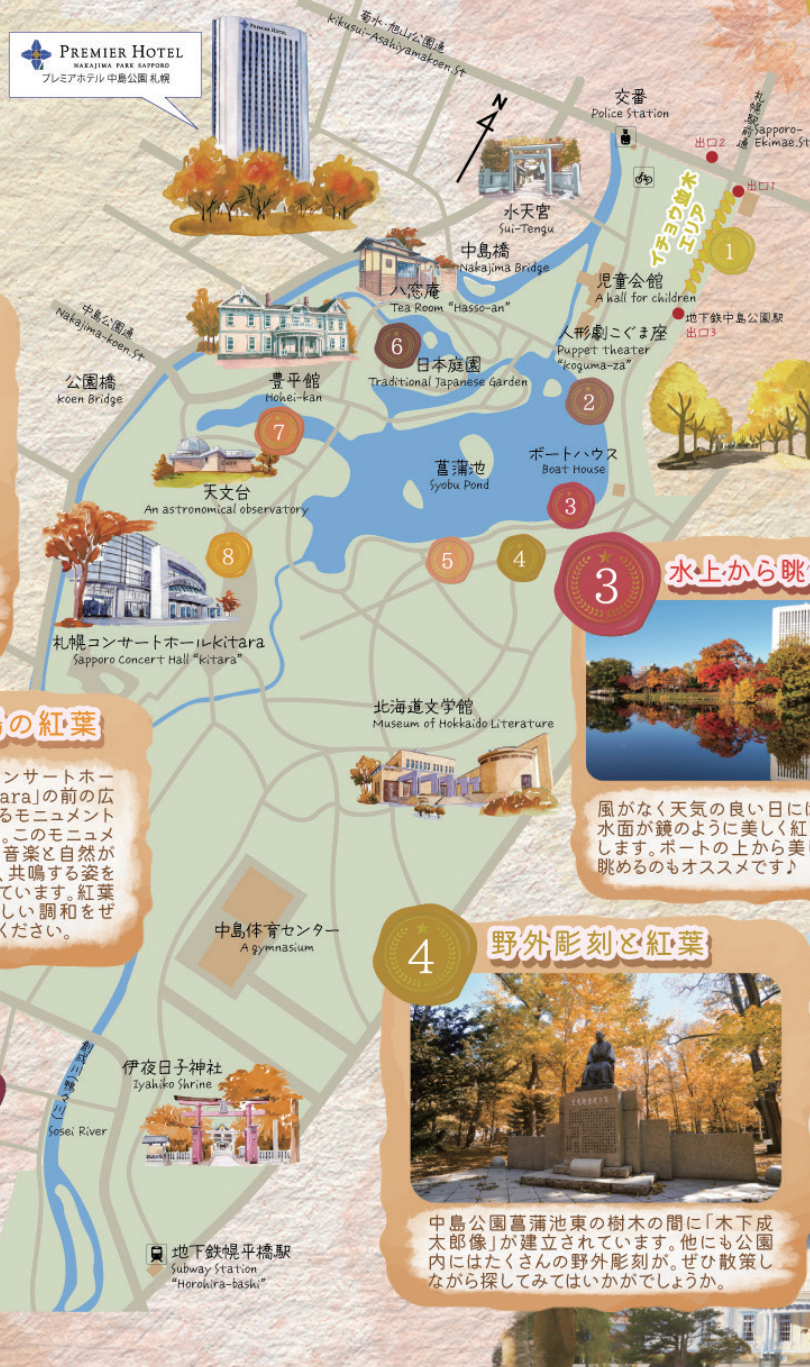 PREMIER HOTEL
NAKAJIMA PARK SAPPORO
プレミアホテル 中島公園 札幌
菊水・旭山公園通
Kikusui-Asahiyamakoen.St
N
交番
Police Station
札幌駅前通
Sapporo-
Ekimae.St
出口2
出口1
イチョウ並木
エリア
1
水天宮
Sui-Tengu
中島橋
Nakajima Bridge
八窓庵
Tea Room "Hasso-an"
児童会館
A hall for children
地下鉄中島公園駅
出口3
中島公園通
Nakajima-koen.St
6
日本庭園
Traditional Japanese Garden
人形劇こぐま座
Puppet theater
"Koguma-za"
2
公園橋
Koen Bridge
豊平館
Hohei-kan
7
菖蒲池
Syobu Pond
ボートハウス
Boat House
3
天文台
An astronomical observatory
8
5
4
札幌コンサートホールKitara
Sapporo Concert Hall "Kitara"
3
水上から眺
風がなく天気の良い日に
水面が鏡のように美しく紅
します。ボートの上から美
眺めるのもオススメです♪
北海道文学館
Museum of Hokkaido Literature
の紅葉
ンサートホー
ara」の前の広
るモニュメント
。このモニュメ
音楽と自然が
、共鳴する姿を
ています。紅葉
しい調和をぜ
ください。
中島体育センター
A gymnasium
4
野外彫刻と紅葉
中島公園菖蒲池東の樹木の間に「木下成
太郎像」が建立されています。他にも公園
内にはたくさんの野外彫刻が。ぜひ散策し
ながら探してみてはいかがでしょうか。
創成川(鴨々川)
Sosei River
伊夜日子神社
Iyahiko Shrine
地下鉄幌平橋駅
Subway Station
"Horohira-bashi"